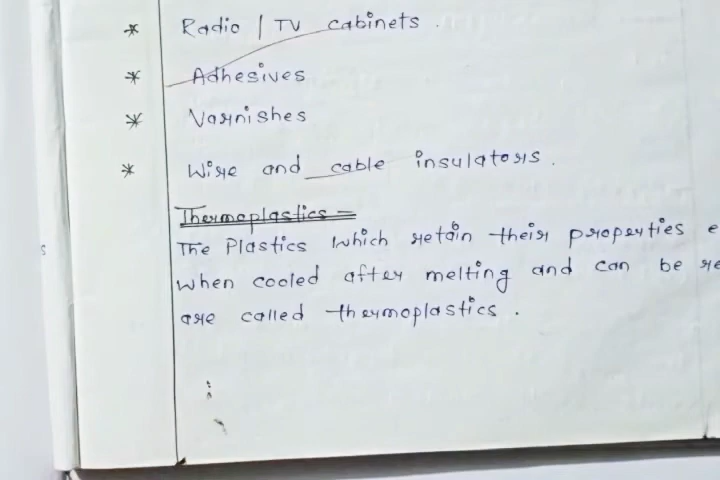 * Radio / TV cabinets.
* Adhesives
* Varnishes
* Wire and cable insulators.
Thermoplastics -
The Plastics which retain their properties e
when cooled after melting and can be re
are called thermoplastics.
s